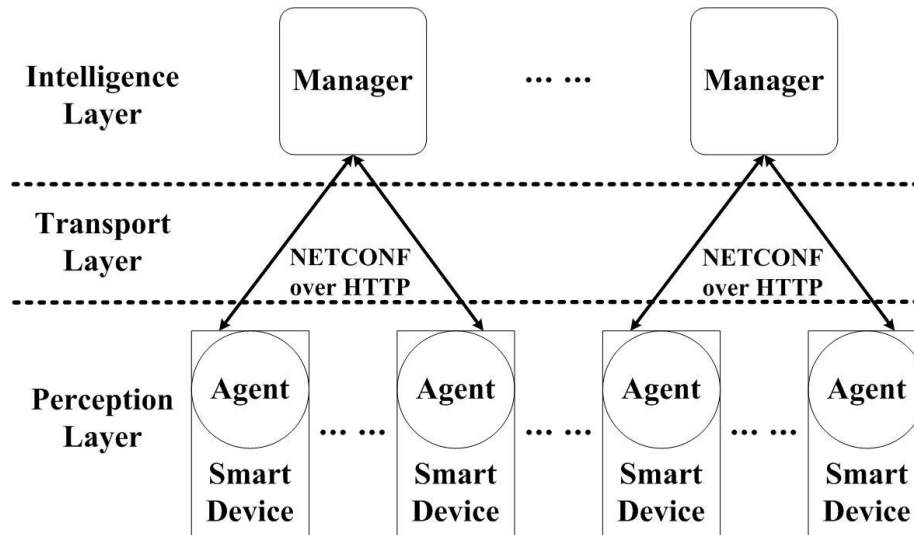 Intelligence
Layer
Manager
... ...
Manager
Transport
Layer
NETCONF
over HTTP
NETCONF
over HTTP
Perception
Layer
Agent
Smart
Device
... ...
Agent
Smart
Device
... ...
Agent
Smart
Device
... ...
Agent
Smart
Device